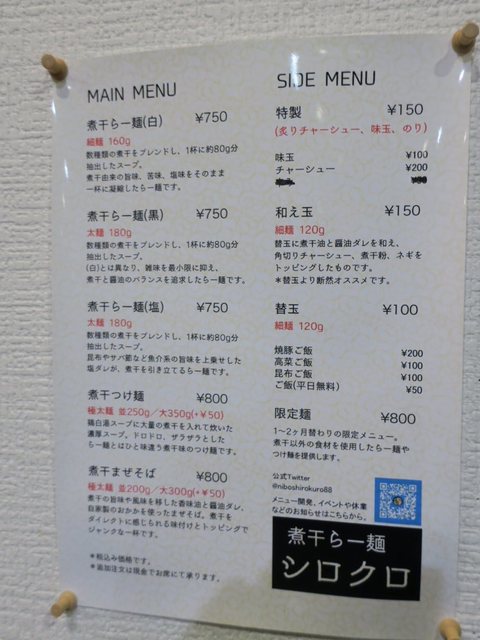 MAIN MENU
煮干らー麺(白) ¥750
細麺 160g
数種類の煮干をブレンドし、1杯に約80g分
抽出したスープ。
煮干由来の旨味、苦味、塩味をそのまま
一杯に凝縮したらー麺です。
煮干らー麺(黒) ¥750
太麺 180g
数種類の煮干をブレンドし、1杯に約80g分
抽出したスープ。
(白)とは異なり、雑味を最小限に抑え、
煮干と醤油のバランスを追求したらー麺です。
煮干らー麺(塩) ¥750
太麺 180g
数種類の煮干をブレンドし、1杯に約80g分
抽出したスープ。
昆布やサバ節など魚介系の旨味を上乗せした
塩ダレが、煮干を引き立てるらー麺です。
煮干つけ麺 ¥800
極太麺 並250g／大350g(+¥50)
鶏白湯スープに大量の煮干を入れて炊いた
濃厚スープ。ドロドロ、ザラザラとした
らー麺とはひと味違う煮干味のつけ麺です。
煮干まぜそば ¥800
極太麺 並200g／大300g(+¥50)
煮干の旨味や風味を移した香味油と醤油ダレ、
自家製のおかかを使ったまぜそば。煮干を
ダイレクトに感じられる味付けとトッピングで
ジャンクな一杯です。
*税込み価格です。
*追加注文は現金でお席にて承ります。
SIDE MENU
特製 ¥150
(炙りチャーシュー、味玉、のり)
味玉 ¥100
チャーシュー ¥200
和え玉 ¥150
細麺 120g
替玉に煮干油と醤油ダレを和え、
角切りチャーシュー、煮干粉、ネギを
トッピングしたものです。
*替玉より断然オススメです。
替玉 ¥100
細麺 120g
焼豚ご飯 ¥200
高菜ご飯 ¥100
昆布ご飯 ¥100
ご飯(平日無料) ¥50
限定麺 ¥800
1〜2ヶ月替わりの限定メニュー。
煮干以外の食材を使用したらー麺や
つけ麺を提供します。
公式Twitter
@niboshirokuro88
メニュー開発、イベントや休業
などのお知らせはこちらから。
煮干らー麺
シロクロ